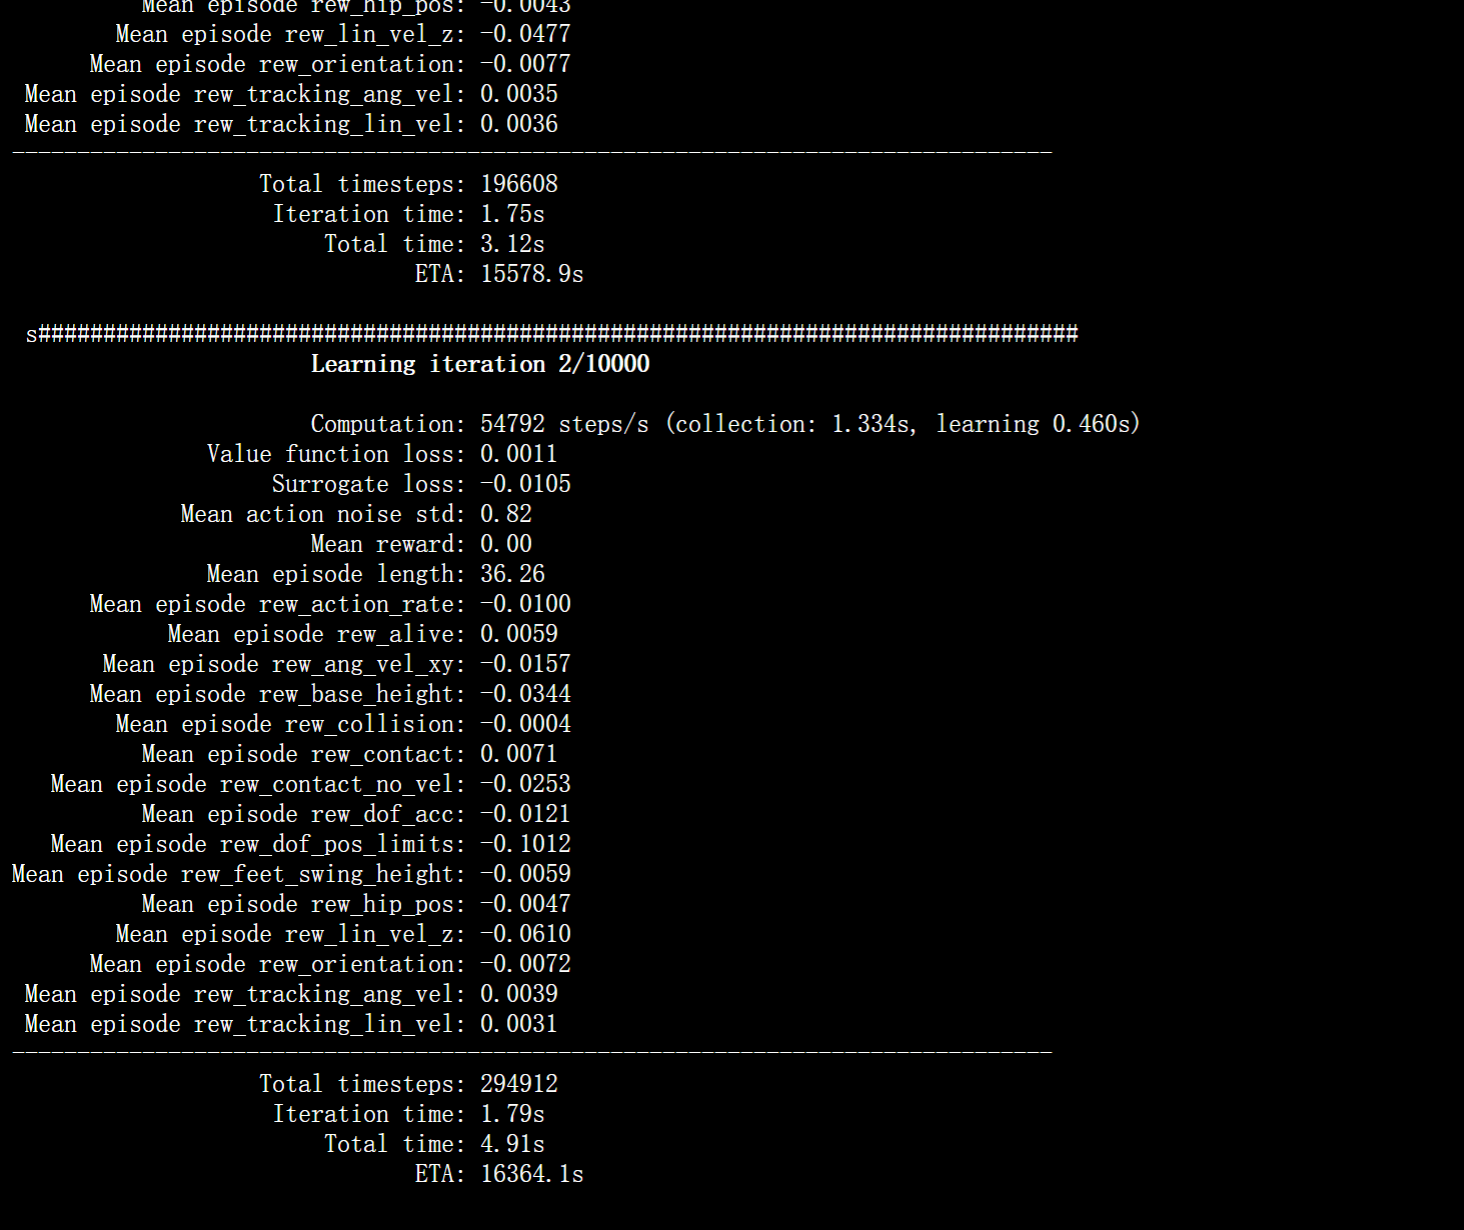 Mean episode rew_hip_pos: -0.0043
Mean episode rew_lin_vel_z: -0.0477
Mean episode rew_orientation: -0.0077
Mean episode rew_tracking_ang_vel: 0.0035
Mean episode rew_tracking_lin_vel: 0.0036
--------------------------------------------------------------------------------
Total timesteps: 196608
Iteration time: 1.75s
Total time: 3.12s
ETA: 15578.9s
s################################################################################
Learning iteration 2/10000
Computation: 54792 steps/s (collection: 1.334s, learning 0.460s)
Value function loss: 0.0011
Surrogate loss: -0.0105
Mean action noise std: 0.82
Mean reward: 0.00
Mean episode length: 36.26
Mean episode rew_action_rate: -0.0100
Mean episode rew_alive: 0.0059
Mean episode rew_ang_vel_xy: -0.0157
Mean episode rew_base_height: -0.0344
Mean episode rew_collision: -0.0004
Mean episode rew_contact: 0.0071
Mean episode rew_contact_no_vel: -0.0253
Mean episode rew_dof_acc: -0.0121
Mean episode rew_dof_pos_limits: -0.1012
Mean episode rew_feet_swing_height: -0.0059
Mean episode rew_hip_pos: -0.0047
Mean episode rew_lin_vel_z: -0.0610
Mean episode rew_orientation: -0.0072
Mean episode rew_tracking_ang_vel: 0.0039
Mean episode rew_tracking_lin_vel: 0.0031
--------------------------------------------------------------------------------
Total timesteps: 294912
Iteration time: 1.79s
Total time: 4.91s
ETA: 16364.1s